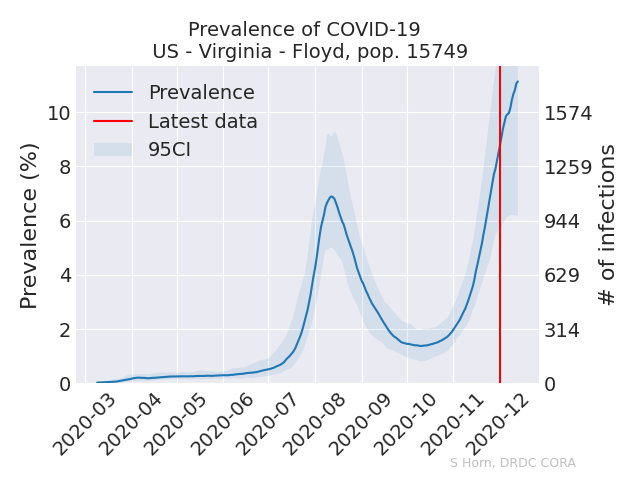 Prevalence of COVID-19
US - Virginia - Floyd, pop. 15749
Prevalence
Latest data
95CI
Prevalence (%)
10
8
6
4
2
0
# of infections
1574
1259
944
629
314
0
2020-03
2020-04
2020-05
2020-06
2020-07
2020-08
2020-09
2020-10
2020-11
2020-12
S Horn, DRDC CORA